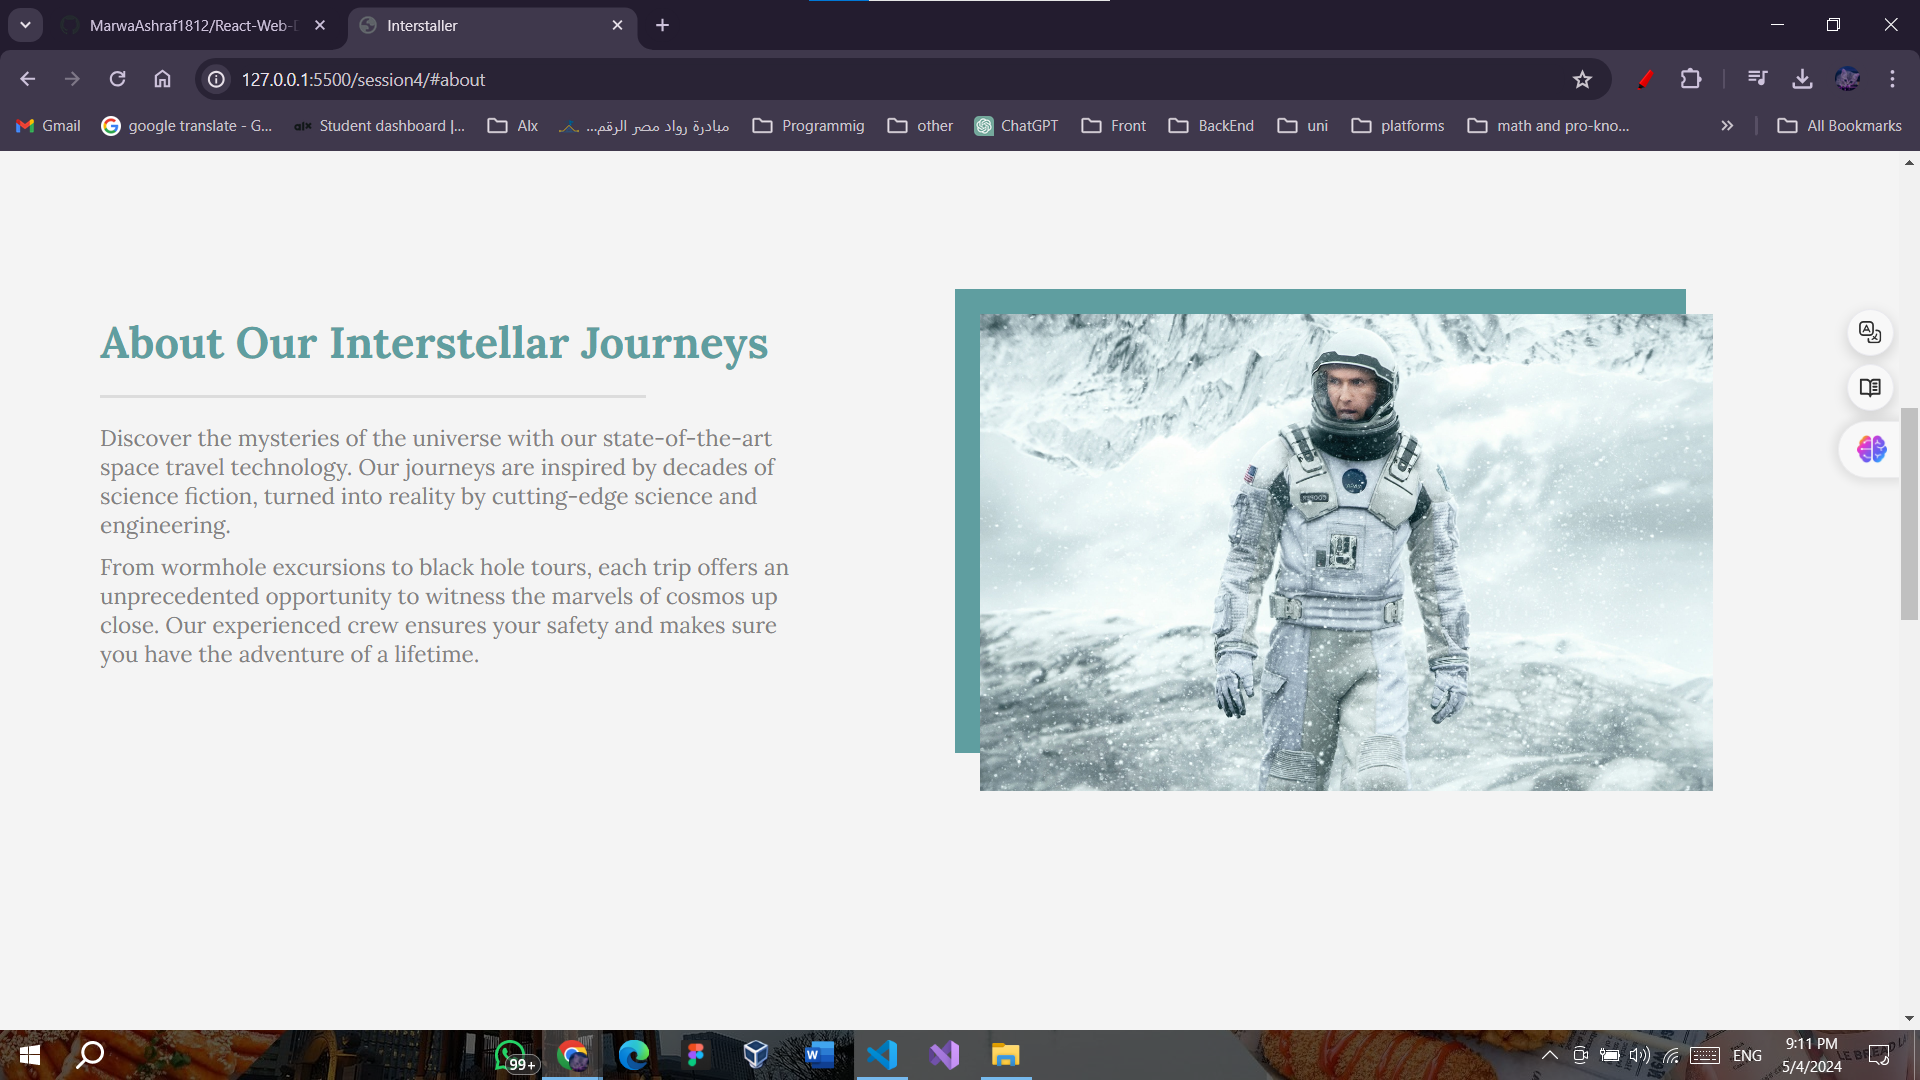 MarwaAshraf1812/React-Web-D
Interstaller
127.0.0.1:5500/session4/#about
Gmail
google translate - G...
alx
Student dashboard |...
Alx
مبادرة رواد مصر الرقم...
Programmig
other
ChatGPT
Front
BackEnd
uni
platforms
math and pro-kno...
All Bookmarks
About Our Interstellar Journeys
Discover the mysteries of the universe with our state-of-the-art
space travel technology. Our journeys are inspired by decades of
science fiction, turned into reality by cutting-edge science and
engineering.
From wormhole excursions to black hole tours, each trip offers an
unprecedented opportunity to witness the marvels of cosmos up
close. Our experienced crew ensures your safety and makes sure
you have the adventure of a lifetime.
99+
ENG
9:11 PM
5/4/2024